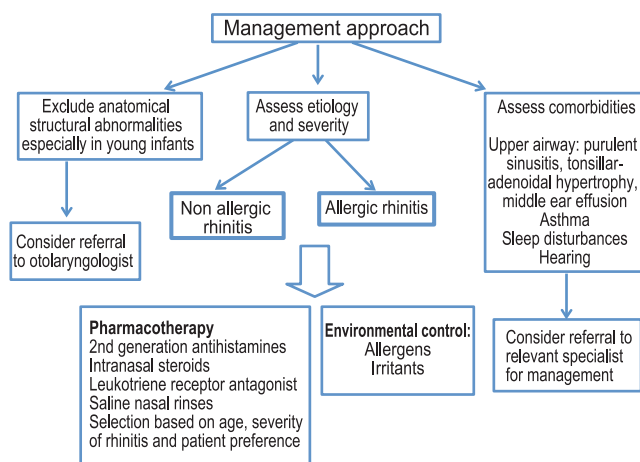 Management approach
Exclude anatomical
structural abnormalities
especially in young infants
Consider referral
to otolaryngologist
Assess etiology
and severity
Non allergic
rhinitis
Allergic rhinitis
Pharmacotherapy
2nd generation antihistamines
Intranasal steroids
Leukotriene receptor antagonist
Saline nasal rinses
Selection based on age, severity
of rhinitis and patient preference
Environmental control:
Allergens
Irritants
Assess comorbidities
Upper airway: purulent
sinusitis, tonsillar-
adenoidal hypertrophy,
middle ear effusion
Asthma
Sleep disturbances
Hearing
Consider referral to
relevant specialist
for management